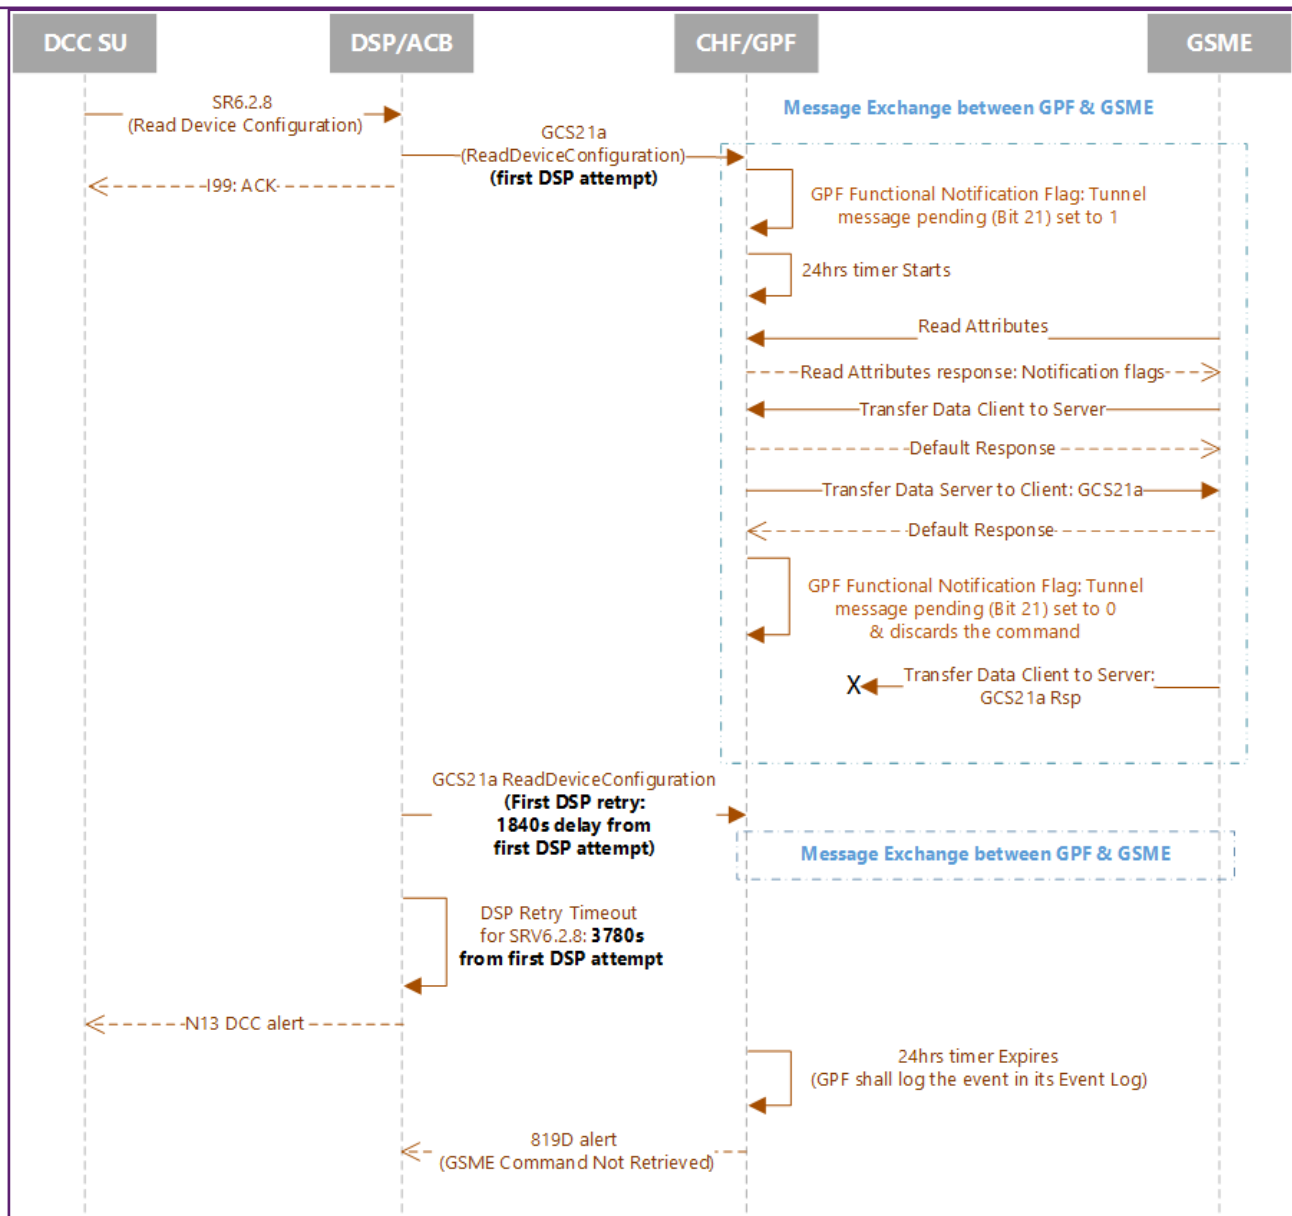 DCC SU
DSP/ACB
CHF/GPF
GSME
SR6.2.8
(Read Device Configuration)
Message Exchange between GPF & GSME
GCS21a
(ReadDeviceConfiguration)
(first DSP attempt)
I99: ACK
GPF Functional Notification Flag: Tunnel
message pending (Bit 21) set to 1
24hrs timer Starts
Read Attributes
Read Attributes response: Notification flags
Transfer Data Client to Server
Default Response
Transfer Data Server to Client: GCS21a
Default Response
GPF Functional Notification Flag: Tunnel
message pending (Bit 21) set to 0
& discards the command
X
Transfer Data Client to Server:
GCS21a Rsp
GCS21a ReadDeviceConfiguration
(First DSP retry:
1840s delay from
first DSP attempt)
Message Exchange between GPF & GSME
DSP Retry Timeout
for SRV6.2.8: 3780s
from first DSP attempt
N13 DCC alert
24hrs timer Expires
(GPF shall log the event in its Event Log)
819D alert
(GSME Command Not Retrieved)